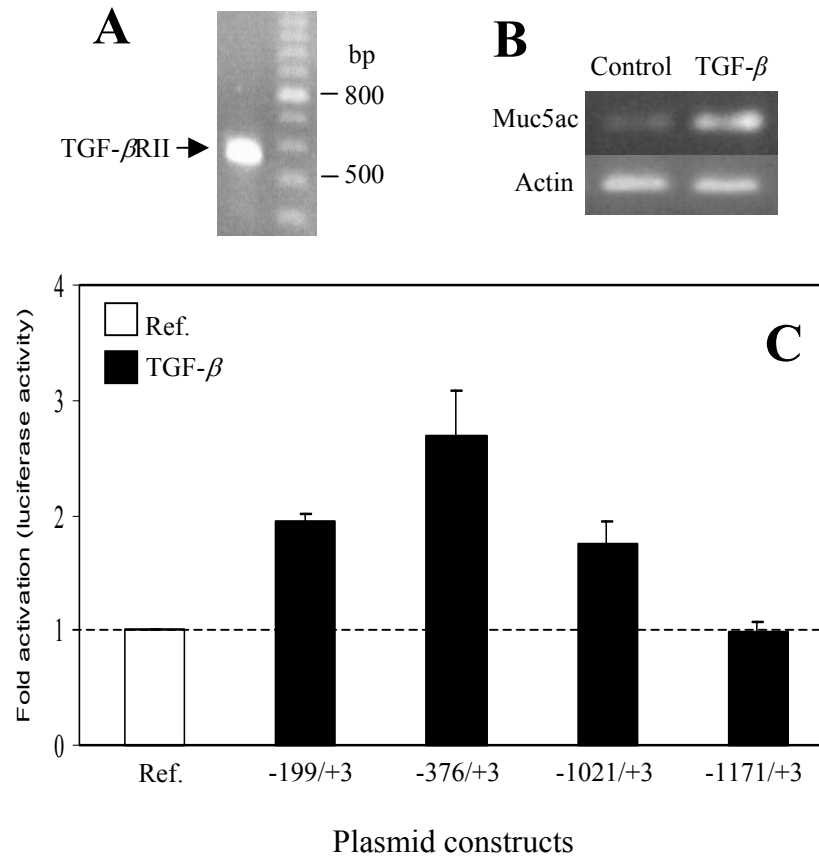 A
bp
800
TGF-βRII
500
B
Control TGF-β
Muc5ac
Actin
C
Fold activation (luciferase activity)
4
3
2
1
0
Ref.
TGF-β
Ref. -199/+3 -376/+3 -1021/+3 -1171/+3
Plasmid constructs